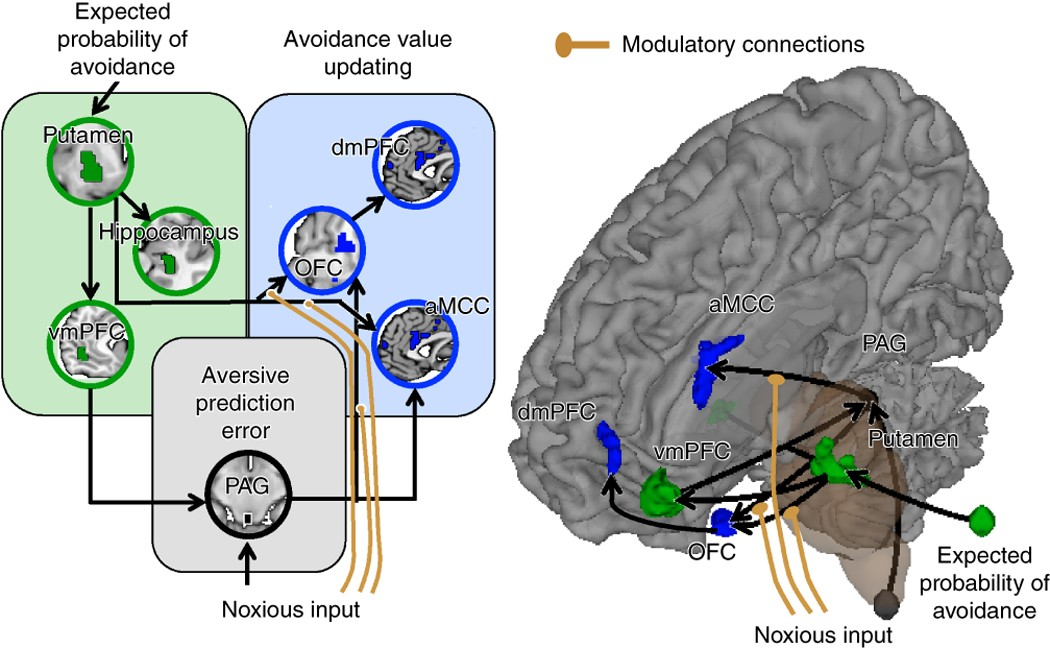 Expected
probability of
avoidance
Avoidance value
updating
Modulatory connections
Putamen
dmPFC
Hippocampus
OFC
vmPFC
aMCC
Aversive
prediction
error
PAG
Noxious input
aMCC
PAG
dmPFC
vmPFC
Putamen
OFC
Expected
probability of
avoidance
Noxious input